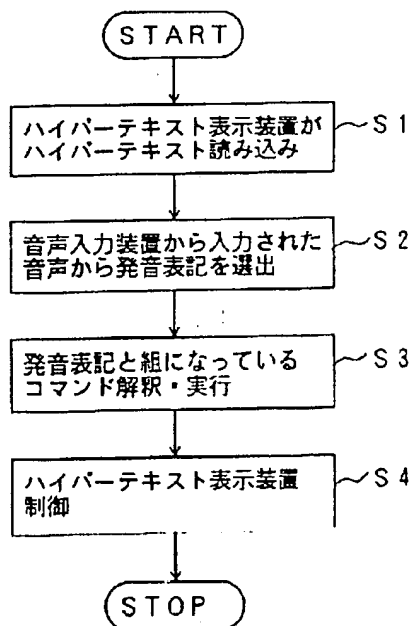 START
ハイパーテキスト表示装置が
ハイパーテキスト読み込み
S1
音声入力装置から入力された
音声から発音表記を選出
S2
発音表記と組になっている
コマンド解釈・実行
S3
ハイパーテキスト表示装置
制御
S4
STOP